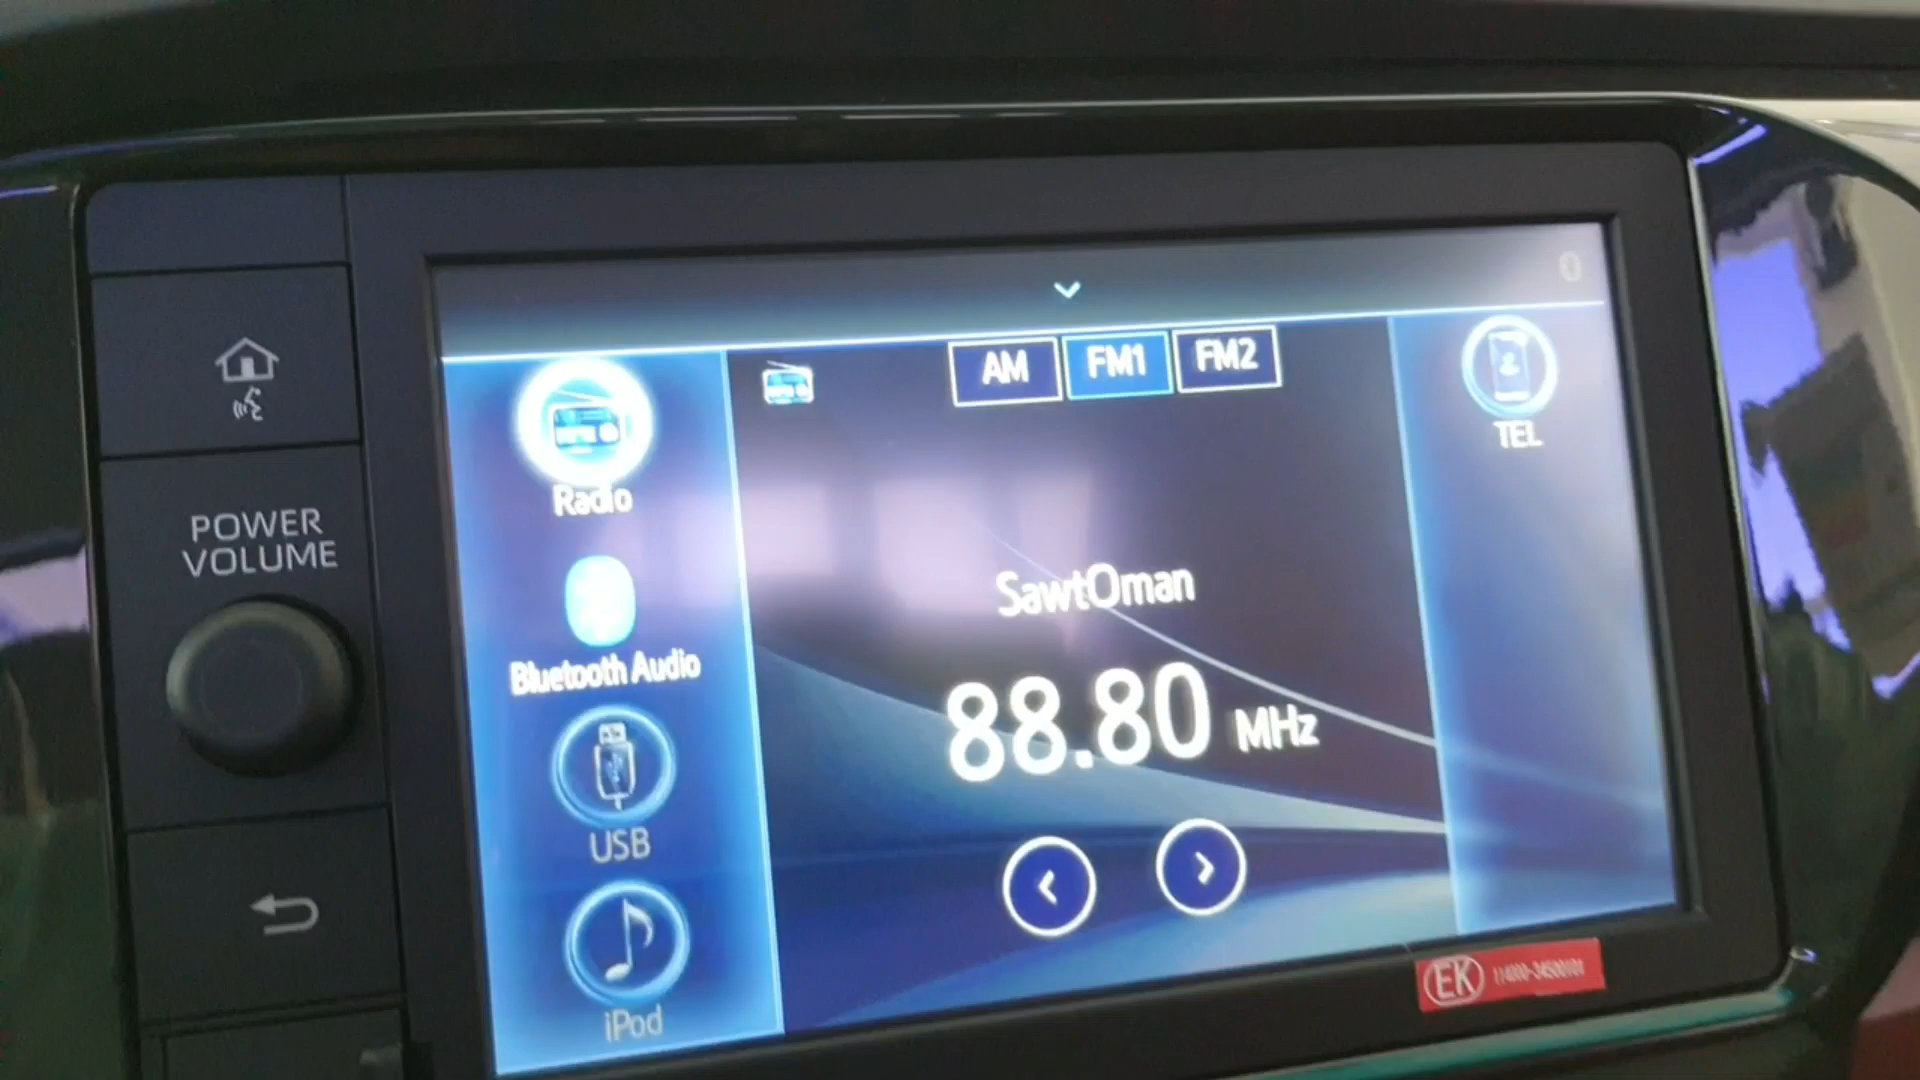 AM FM1 FM2
TEL
Radio
POWER
VOLUME
SawtOman
Bluetooth Audio
88.80 MHz
USB
EK
iPod